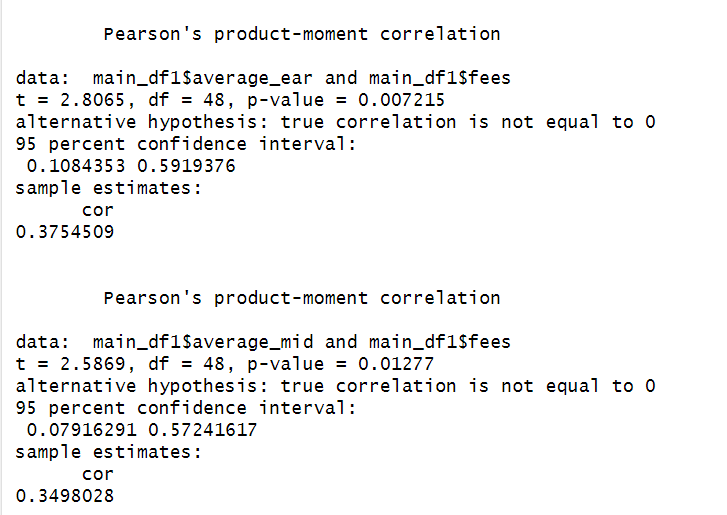 Pearson's product-moment correlation
data: main_df1$average_ear and main_df1$fees
t = 2.8065, df = 48, p-value = 0.007215
alternative hypothesis: true correlation is not equal to 0
95 percent confidence interval:
0.1084353 0.5919376
sample estimates:
cor
0.3754509
Pearson's product-moment correlation
data: main_df1$average_mid and main_df1$fees
t = 2.5869, df = 48, p-value = 0.01277
alternative hypothesis: true correlation is not equal to 0
95 percent confidence interval:
0.07916291 0.57241617
sample estimates:
cor
0.3498028